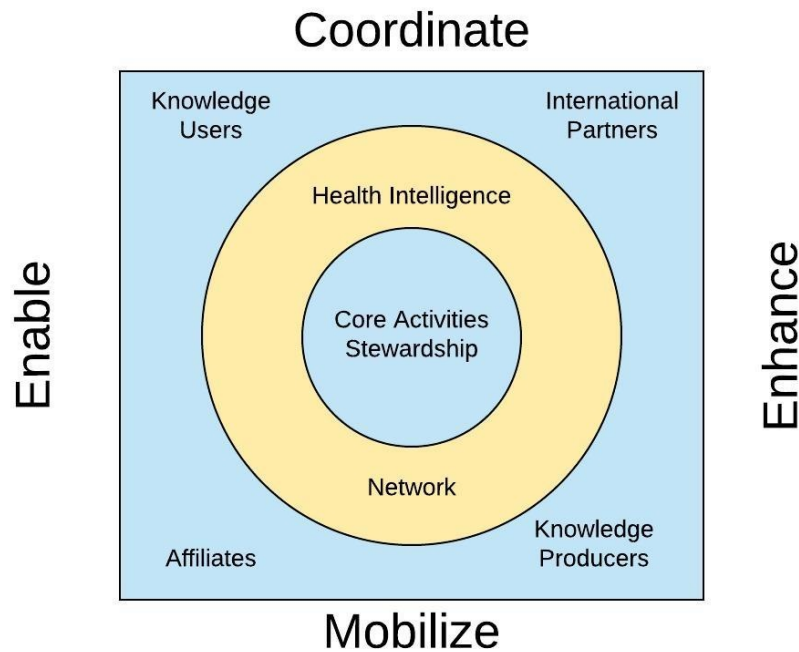 Coordinate
Knowledge
Users
International
Partners
Health Intelligence
Enable
Core Activities
Stewardship
Enhance
Network
Affiliates
Knowledge
Producers
Mobilize